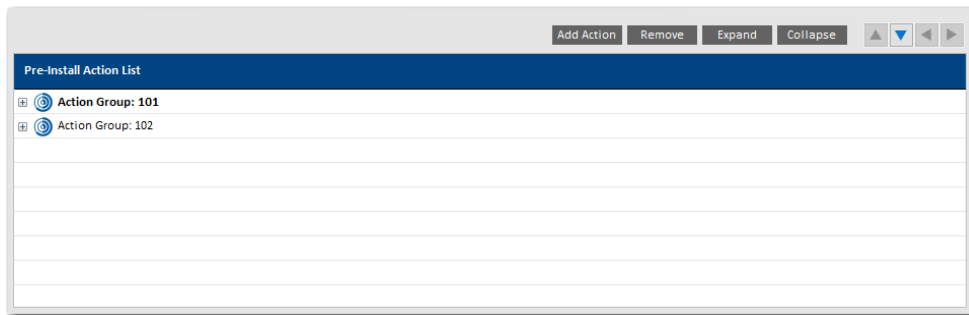 Add Action Remove Expand Collapse
Pre-Install Action List
Action Group: 101
Action Group: 102